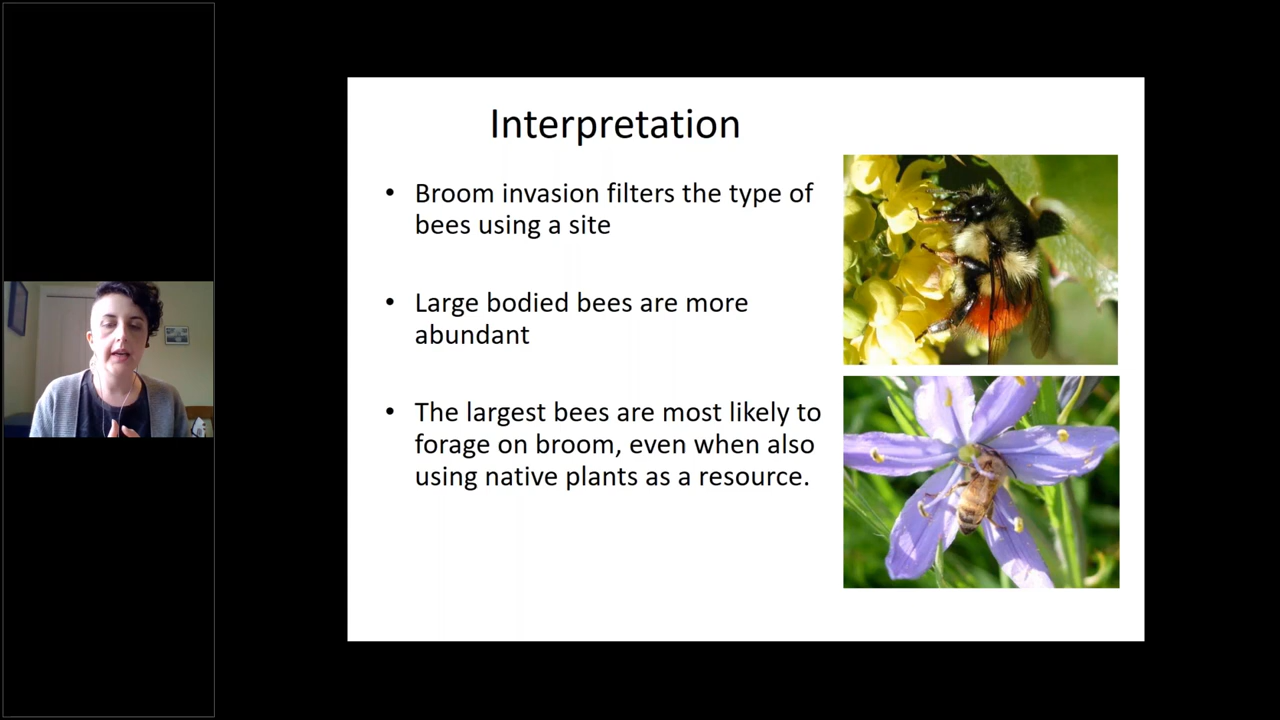 Interpretation
• Broom invasion filters the type of
bees using a site
• Large bodied bees are more
abundant
• The largest bees are most likely to
forage on broom, even when also
using native plants as a resource.